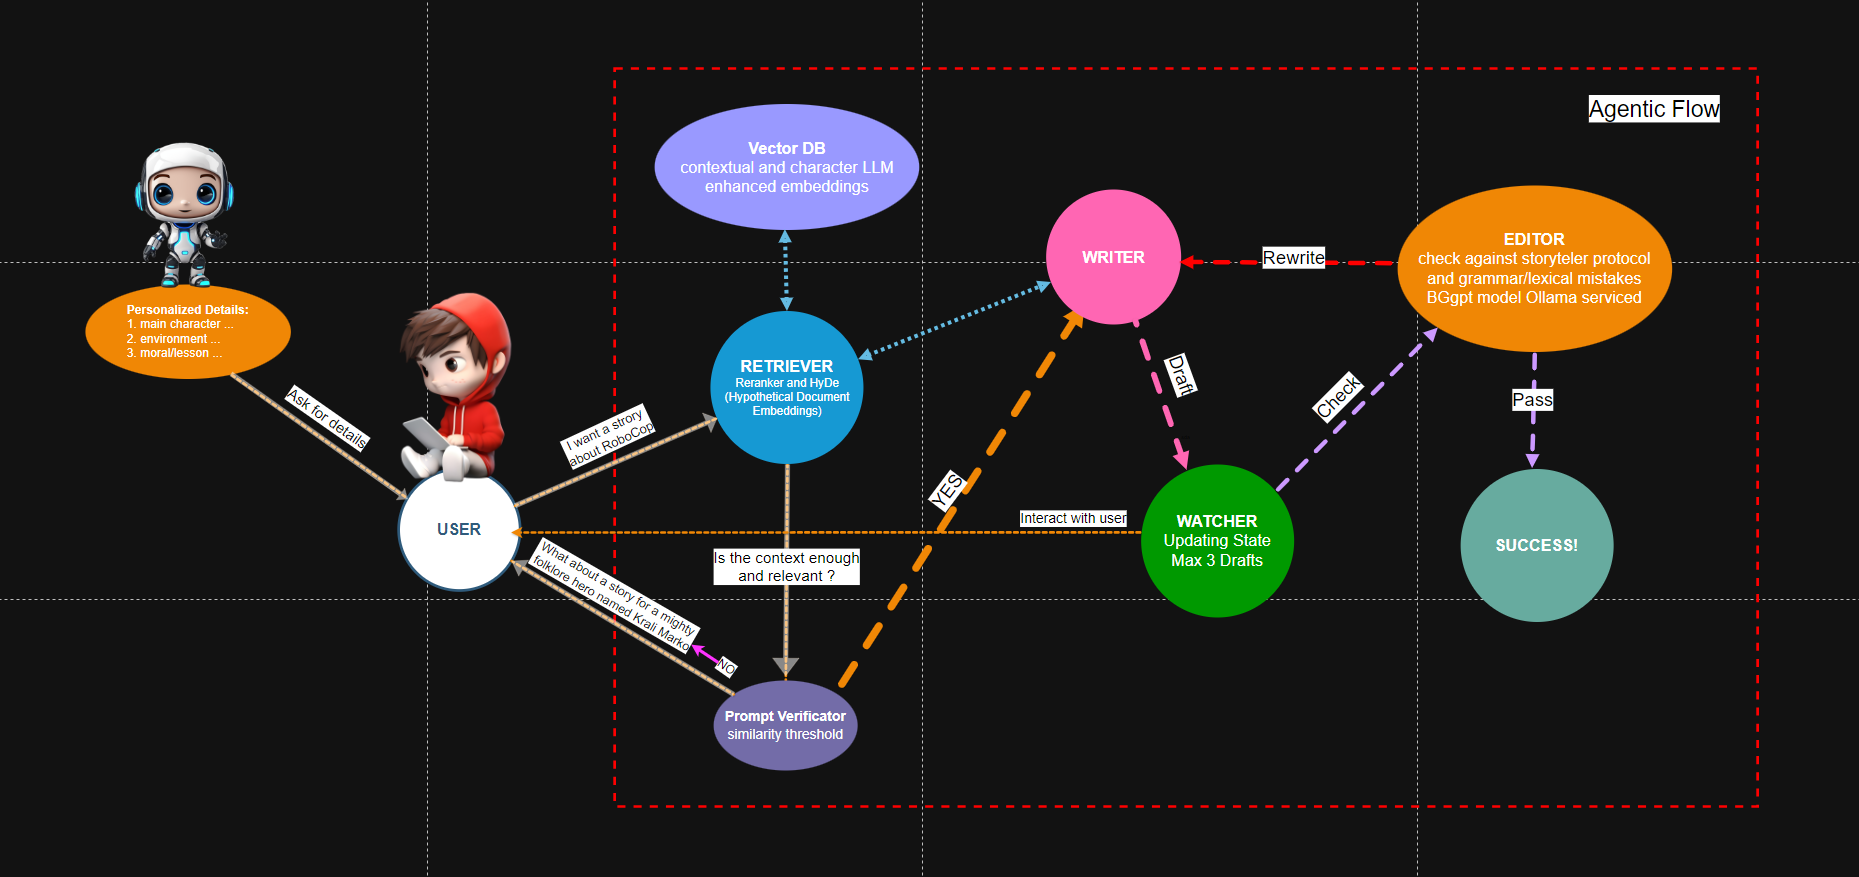 Agentic Flow
Vector DB
contextual and character LLM
enhanced embeddings
WRITER
Rewrite
EDITOR
check against storyteler protocol
and grammar/lexical mistakes
BGgpt model Ollama serviced
Personalized Details:
1. main character ...
2. environment ...
3. moral/lesson ...
Ask for details
USER
I want a strory
about RoboCop
RETRIEVER
Reranker and HyDe
(Hypothetical Document
Embeddings)
Draft
Check
Pass
YES
Interact with user
WATCHER
Updating State
Max 3 Drafts
SUCCESS!
Is the context enough
and relevant ?
What about a story for a mighty
folklore hero named Krali Marko
NO
Prompt Verificator
similarity threshold